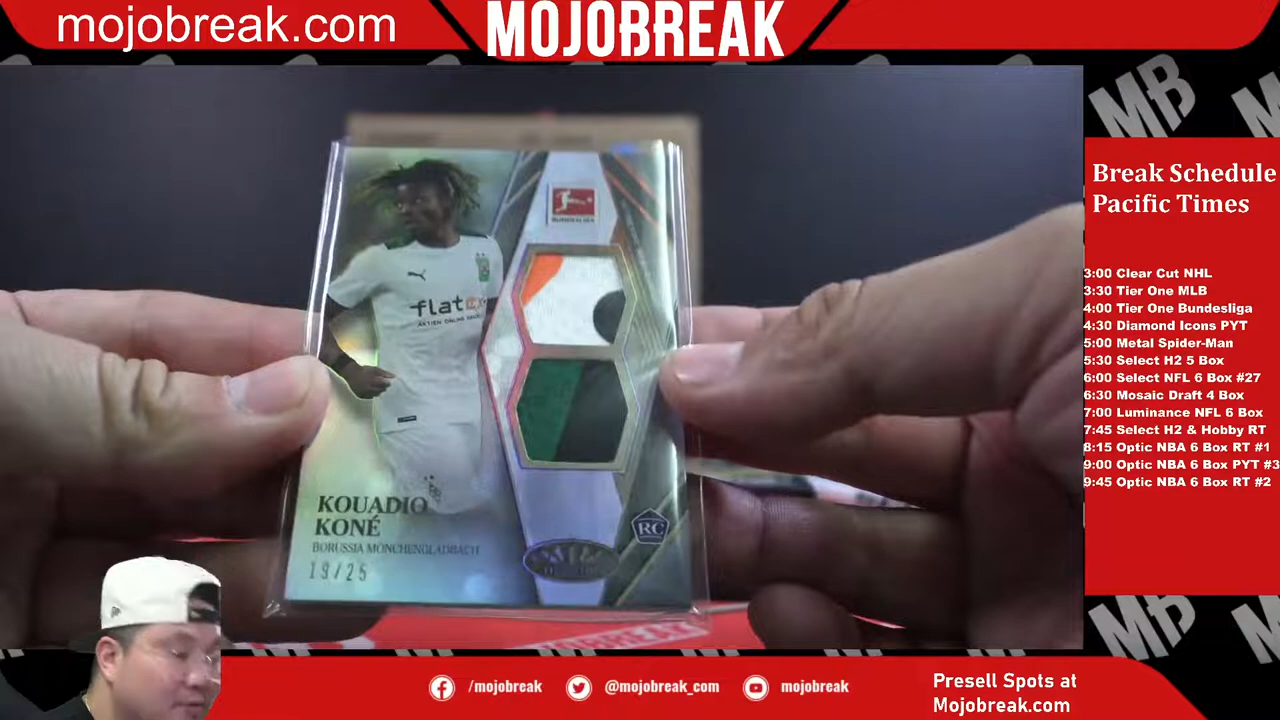 mojobreak.com
MOJOBREAK
MB
Break Schedule
Pacific Times
3:00 Clear Cut NHL
3:30 Tier One MLB
4:00 Tier One Bundesliga
4:30 Diamond Icons PYT
5:00 Metal Spider-Man
5:30 Select H2 5 Box
6:00 Select NFL 6 Box #27
6:30 Mosaic Draft 4 Box
7:00 Luminance NFL 6 Box
7:45 Select H2 & Hobby RT
8:15 Optic NBA 6 Box RT #1
9:00 Optic NBA 6 Box PYT #3
9:45 Optic NBA 6 Box RT #2
BUNDESLIGA
flatex
KOUADIO
KONÉ
BORUSSIA MÖNCHENGLADBACH
19/25
RC
MOJOBREAK
MB
/mojobreak
@mojobreak_com
mojobreak
Presell Spots at
Mojobreak.com